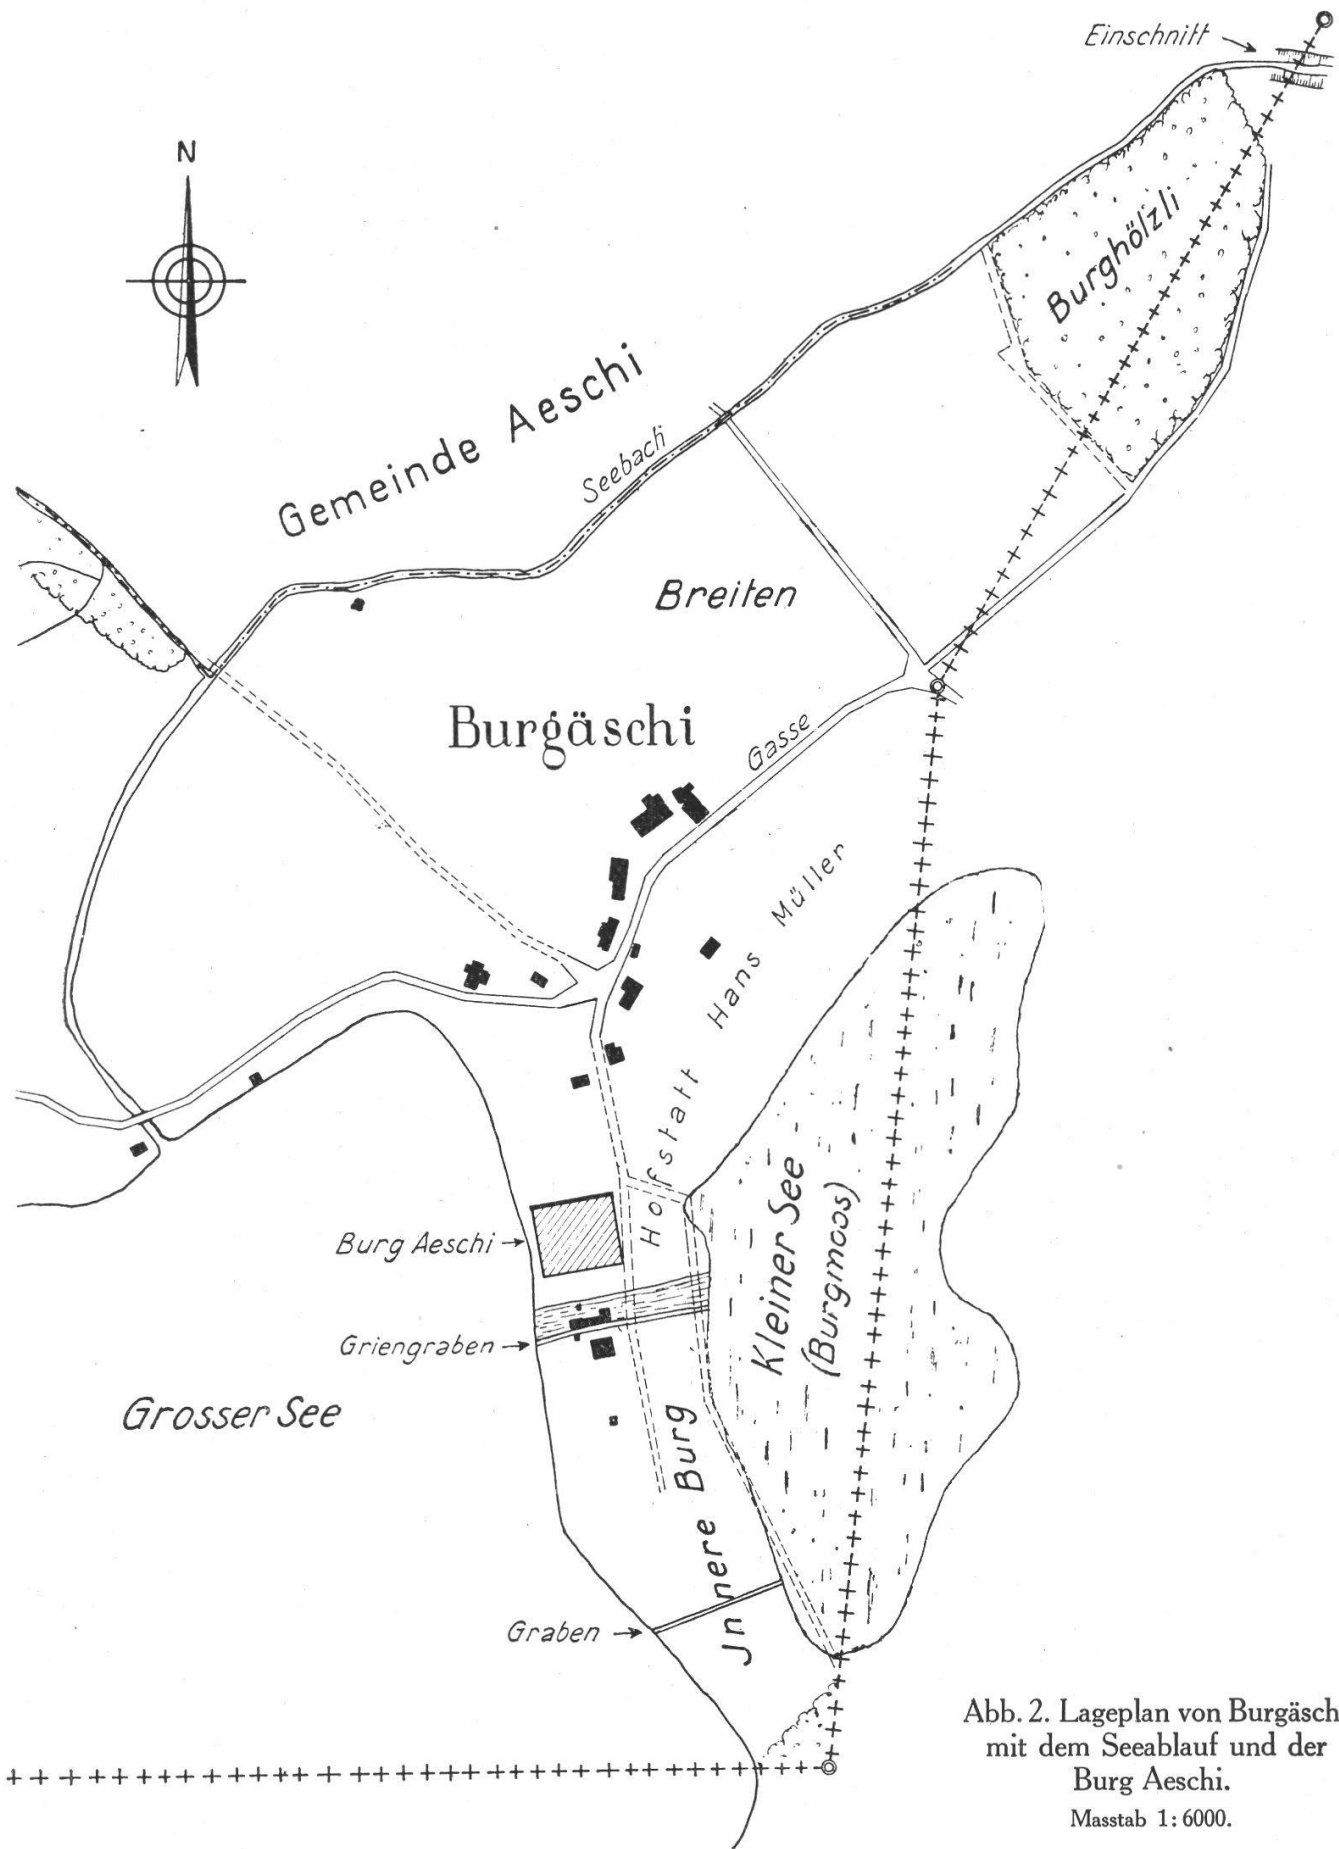 Einschnitt
N
Burghölzli
Gemeinde Aeschi
Seebach
Breiten
Burgäschi
Gasse
Hofstatt Hans Müller
Kleiner See
(Burgmoos)
Burg Aeschi
Griengraben
Grosser See
Jnnere Burg
Graben
Abb. 2. Lageplan von Burgäsch
mit dem Seeablauf und der
Burg Aeschi.
Masstab 1:6000.